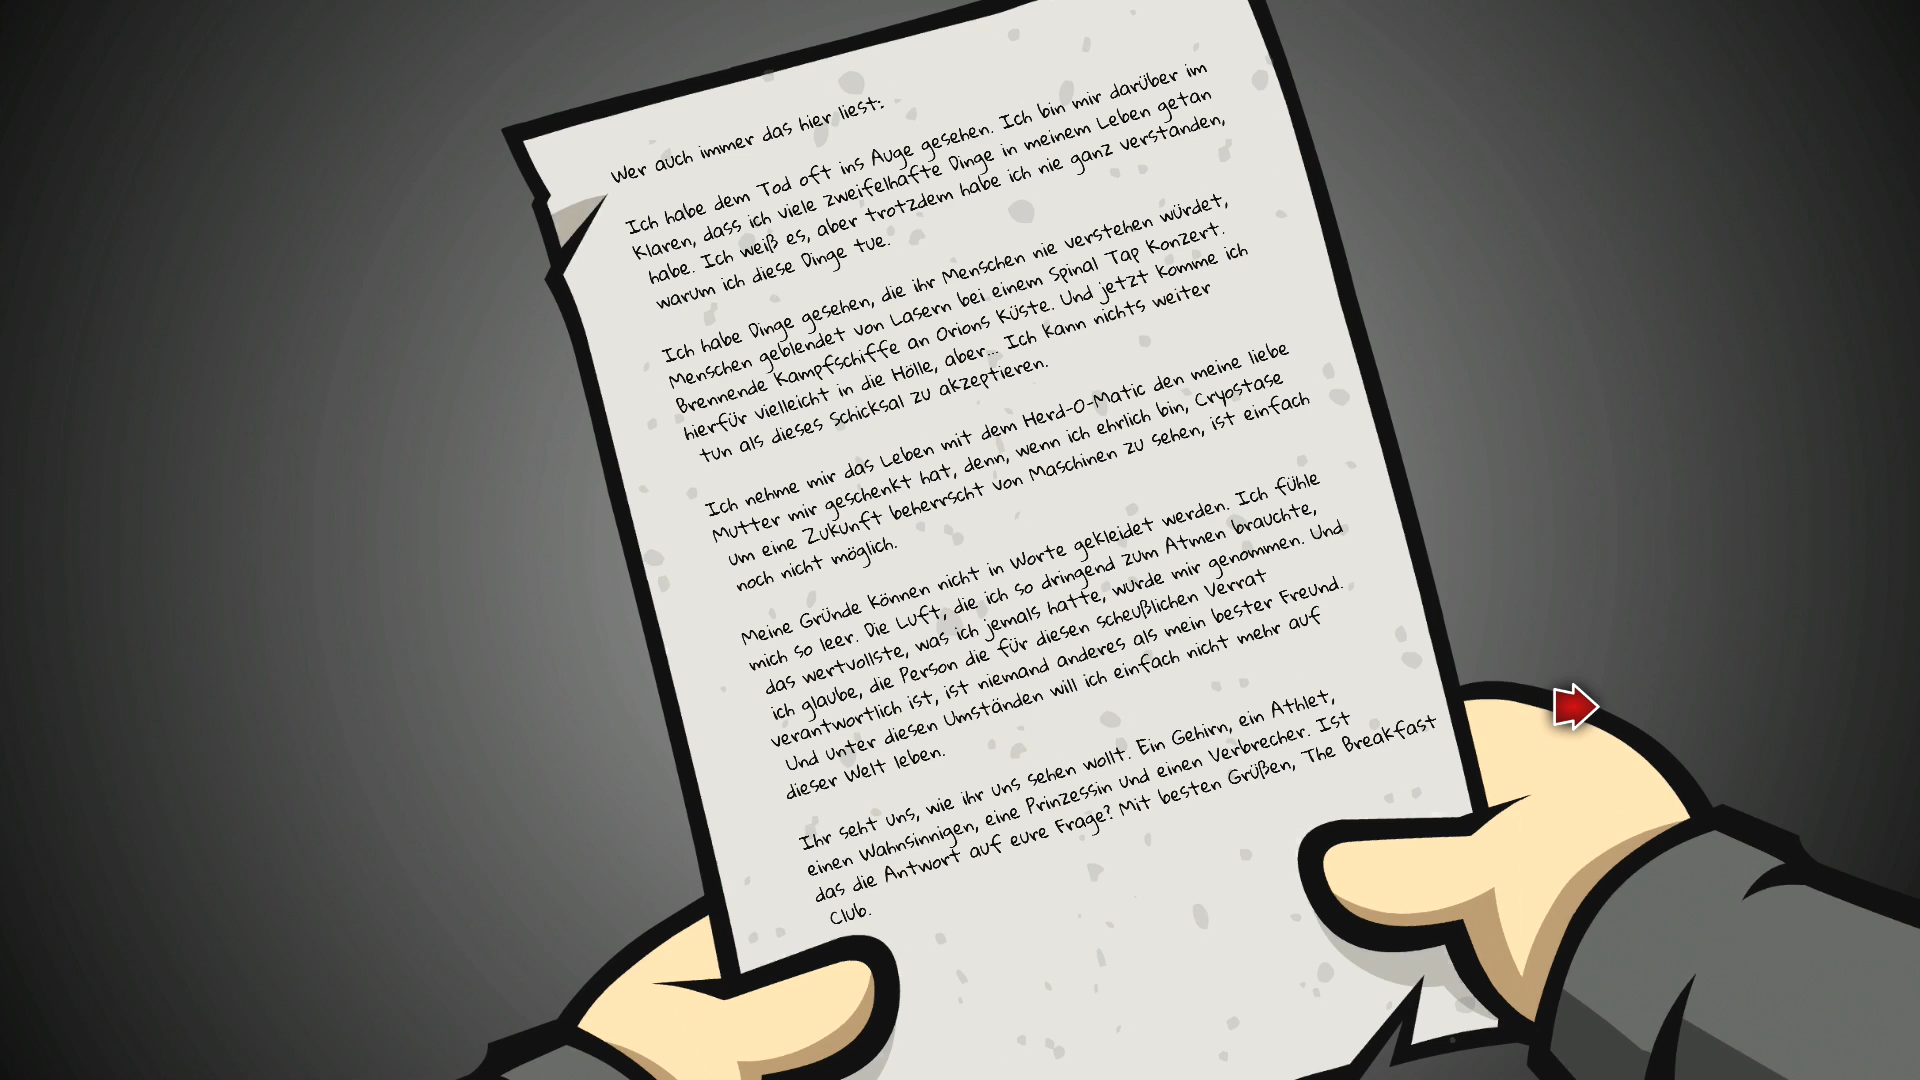 Wer auch immer das hier liest:
Ich habe dem Tod oft ins Auge gesehen. Ich bin mir darüber im
Klaren, dass ich viele zweifelhafte Dinge in meinem Leben getan
habe. Ich weiß es, aber trotzdem habe ich nie ganz verstanden,
warum ich diese Dinge tue.
Ich habe Dinge gesehen, die ihr Menschen nie verstehen würdet,
Menschen geblendet von Lasern bei einem Spinal Tap Konzert.
Brennende Kampfschiffe an Orions Küste. Und jetzt komme ich
hierfür vielleicht in die Hölle, aber... Ich kann nichts weiter
tun als dieses Schicksal zu akzeptieren.
Ich nehme mir das Leben mit dem Herd-O-Matic den meine liebe
Mutter mir geschenkt hat, denn, wenn ich ehrlich bin, Cryostase
um eine Zukunft beherrscht von Maschinen zu sehen, ist einfach
noch nicht möglich.
Meine Gründe können nicht in Worte gekleidet werden. Ich fühle
mich so leer. Die Luft, die ich so dringend zum Atmen brauchte,
das wertvollste, was ich jemals hatte, wurde mir genommen. Und
ich glaube, die Person die für diesen scheußlichen Verrat
verantwortlich ist, ist niemand anderes als mein bester Freund.
Und unter diesen Umständen will ich einfach nicht mehr auf
dieser Welt leben.
Ihr seht uns, wie ihr uns sehen wollt. Ein Gehirn, ein Athlet,
einen Wahnsinnigen, eine Prinzessin und einen Verbrecher. Ist
das die Antwort auf eure Frage? Mit besten Grüßen, The Breakfast
Club.